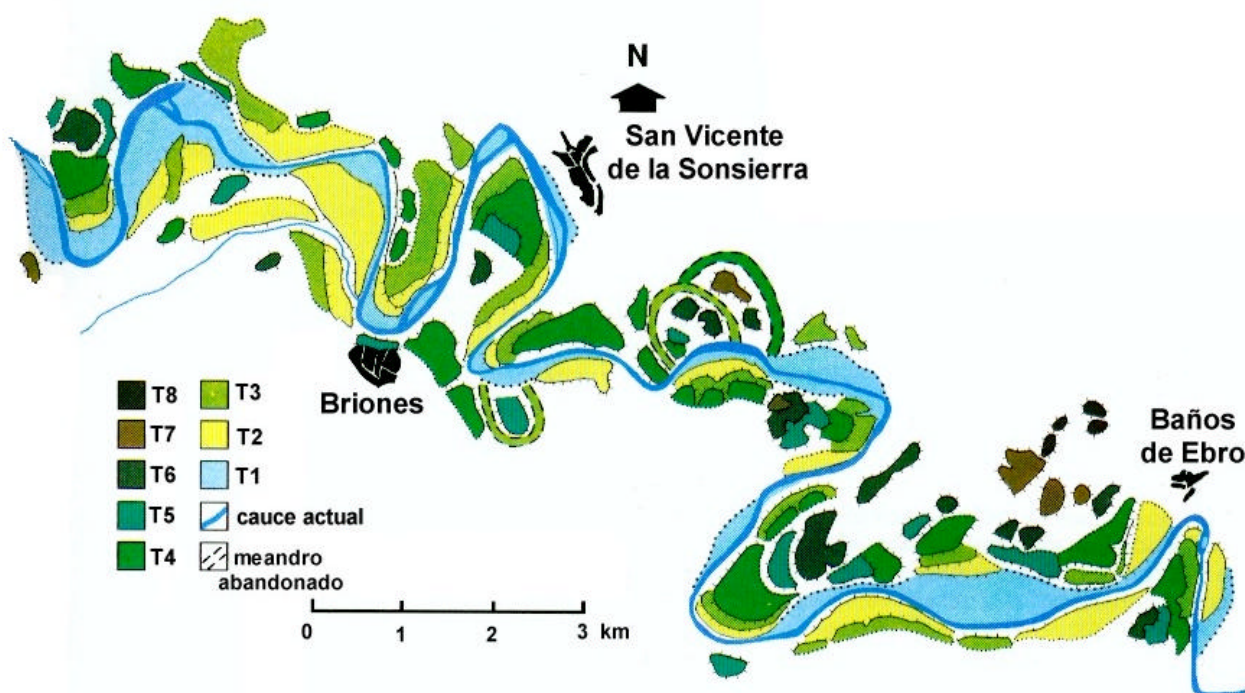 N
San Vicente
de la Sonsierra
Briones
Baños
de Ebro
T8
T7
T6
T5
T4
T3
T2
T1
cauce actual
meandro
abandonado
0 1 2 3 km